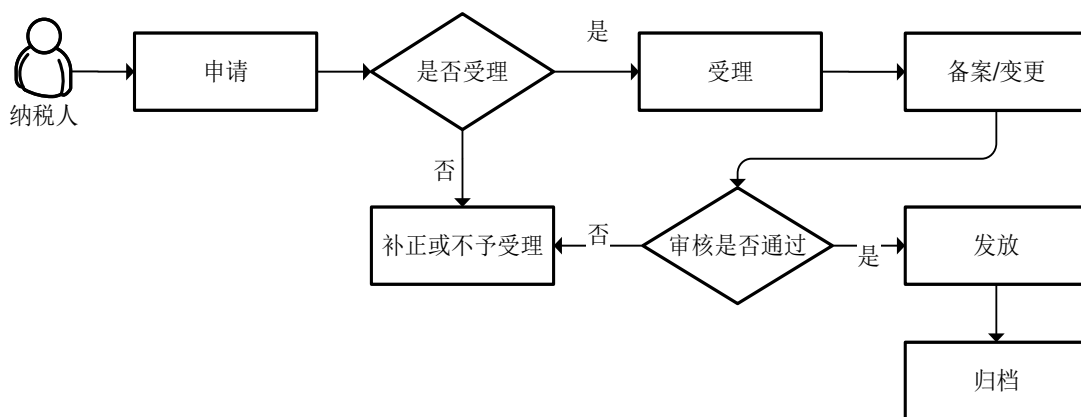 纳税人
申请
是否受理
是
受理
备案/变更
否
补正或不予受理
否
审核是否通过
是
发放
归档